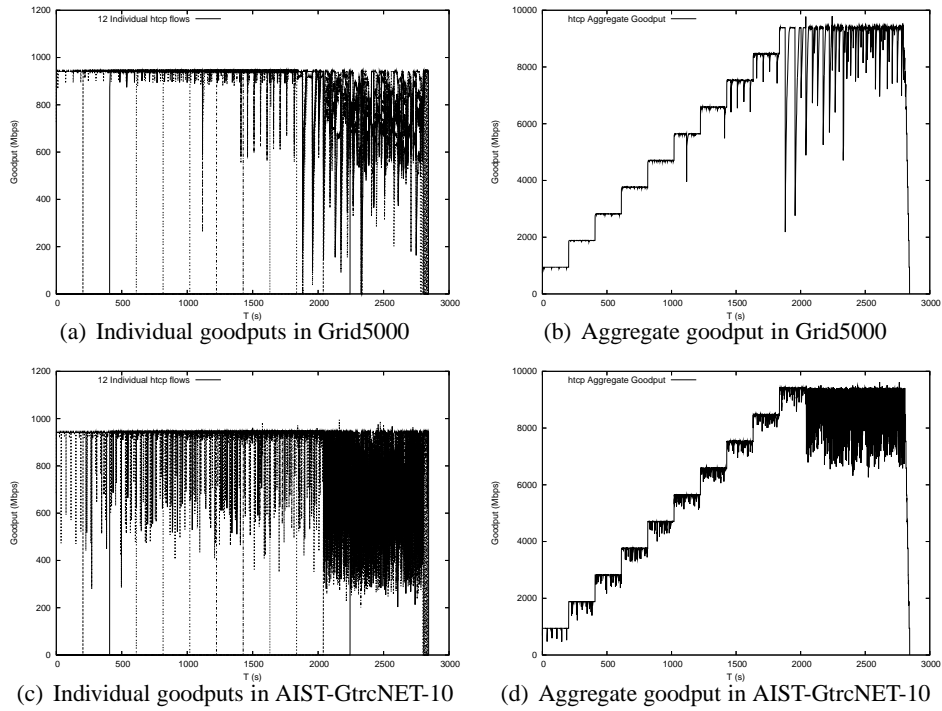 1200
1000
800
600
400
200
0
Goodput (Mbps)
12 Individual htcp flows
0 500 1000 1500 2000 2500 3000
T (s)
(a) Individual goodputs in Grid5000
10000
8000
6000
4000
2000
0
Goodput (Mbps)
htcp Aggregate Goodput
0 500 1000 1500 2000 2500 3000
T (s)
(b) Aggregate goodput in Grid5000
1200
1000
800
600
400
200
0
Goodput (Mbps)
12 Individual htcp flows
0 500 1000 1500 2000 2500 3000
T (s)
(c) Individual goodputs in AIST-GtrcNET-10
10000
8000
6000
4000
2000
0
Goodput (Mbps)
htcp Aggregate Goodput
0 500 1000 1500 2000 2500 3000
T (s)
(d) Aggregate goodput in AIST-GtrcNET-10